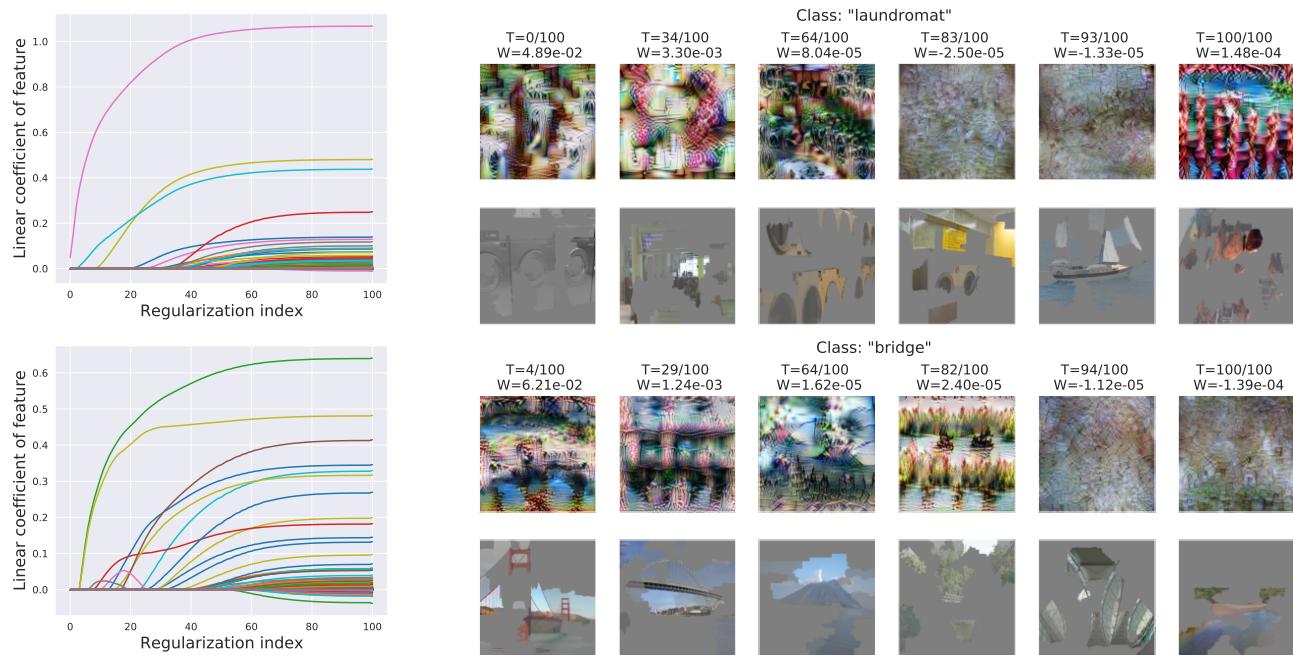 Linear coefficient of feature
1.0
0.8
0.6
0.4
0.2
0.0
0 20 40 60 80 100
Regularization index
Class: "laundromat"
T=0/100 T=34/100 T=64/100 T=83/100 T=93/100 T=100/100
W=4.89e-02 W=3.30e-03 W=8.04e-05 W=-2.50e-05 W=-1.33e-05 W=1.48e-04
Linear coefficient of feature
0.6
0.5
0.4
0.3
0.2
0.1
0.0
0 20 40 60 80 100
Regularization index
Class: "bridge"
T=4/100 T=29/100 T=64/100 T=82/100 T=94/100 T=100/100
W=6.21e-02 W=1.24e-03 W=1.62e-05 W=2.40e-05 W=-1.12e-05 W=-1.39e-04